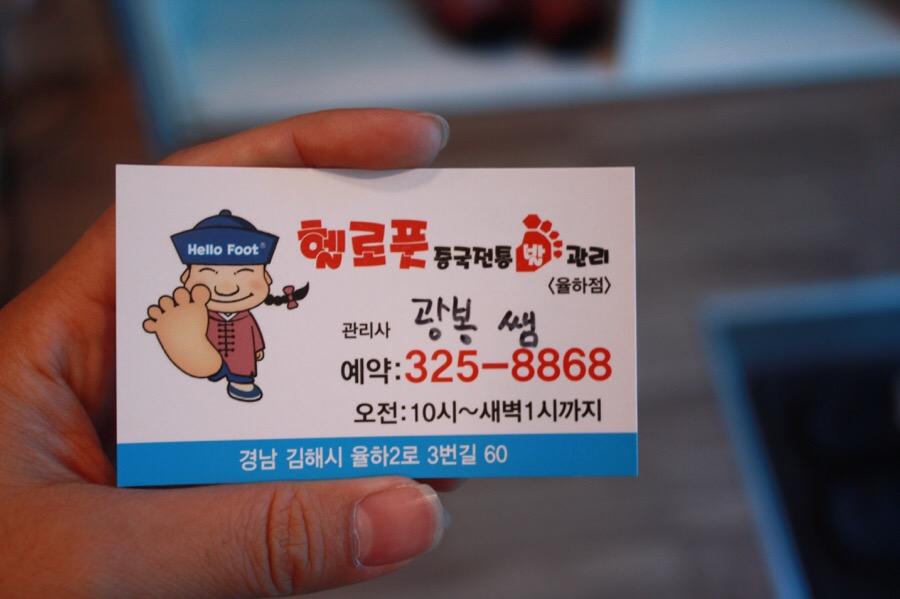 Hello Foot®
헬로풋 중국전통 발 관리
<율하점>
관리사 광봉 쌤
예약:325-8868
오전:10시~새벽1시까지
경남 김해시 율하2로 3번길 60